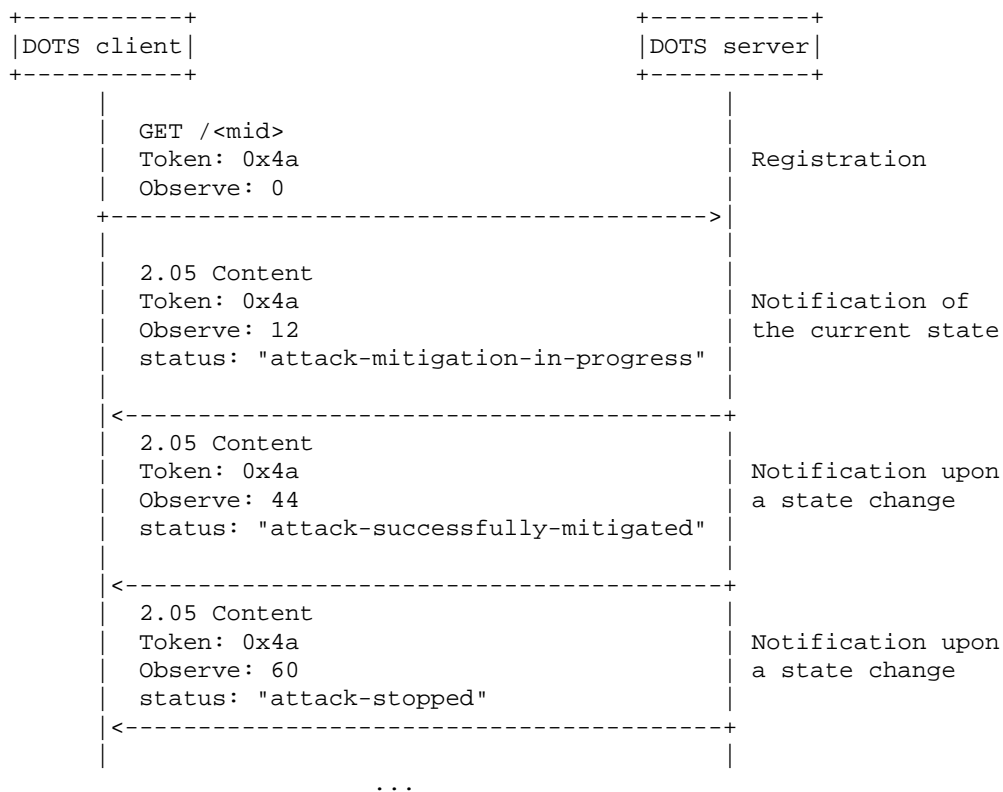 +-----------+                              +-----------+
|DOTS client|                              |DOTS server|
+-----------+                              +-----------+
      |                                          |
      |  GET /<mid>                              |
      |  Token: 0x4a                             | Registration
      |  Observe: 0                              |
      +----------------------------------------->|
      |                                          |
      |  2.05 Content                            |
      |  Token: 0x4a                             | Notification of
      |  Observe: 12                             | the current state
      |  status: "attack-mitigation-in-progress" |
      |                                          |
      |<-----------------------------------------+
      |  2.05 Content                            |
      |  Token: 0x4a                             | Notification upon
      |  Observe: 44                             | a state change
      |  status: "attack-successfully-mitigated" |
      |                                          |
      |<-----------------------------------------+
      |  2.05 Content                            |
      |  Token: 0x4a                             | Notification upon
      |  Observe: 60                             | a state change
      |  status: "attack-stopped"                |
      |<-----------------------------------------+
      |                                          |
                         ...